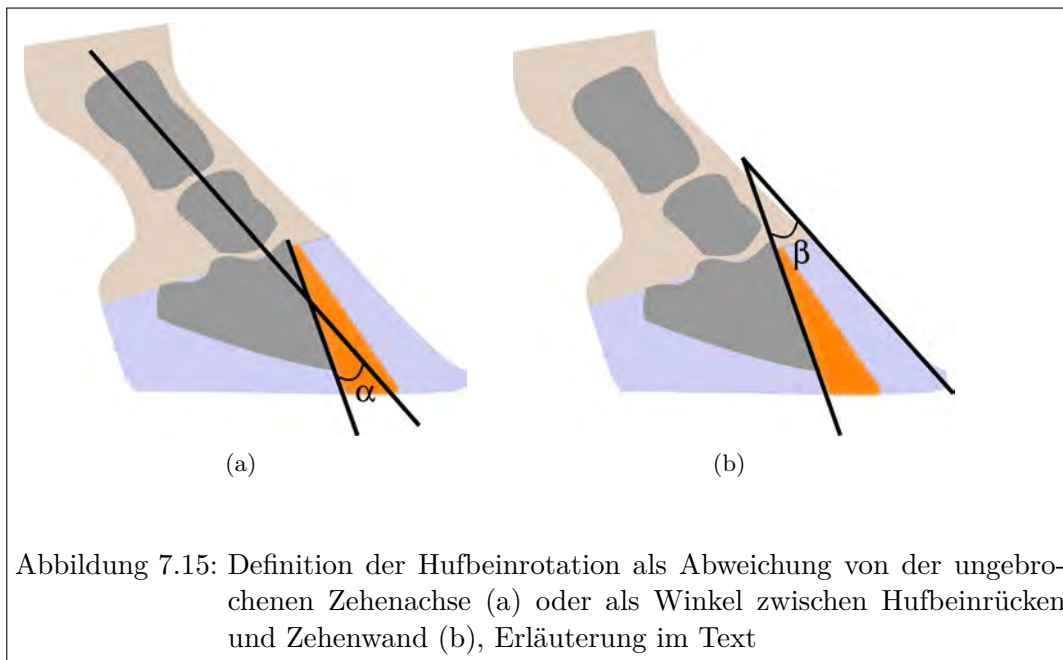 α
β
(a)
(b)
Abbildung 7.15: Definition der Hufbeinrotation als Abweichung von der ungebro-
chenen Zehenachse (a) oder als Winkel zwischen Hufbeinrücken
und Zehenwand (b), Erläuterung im Text